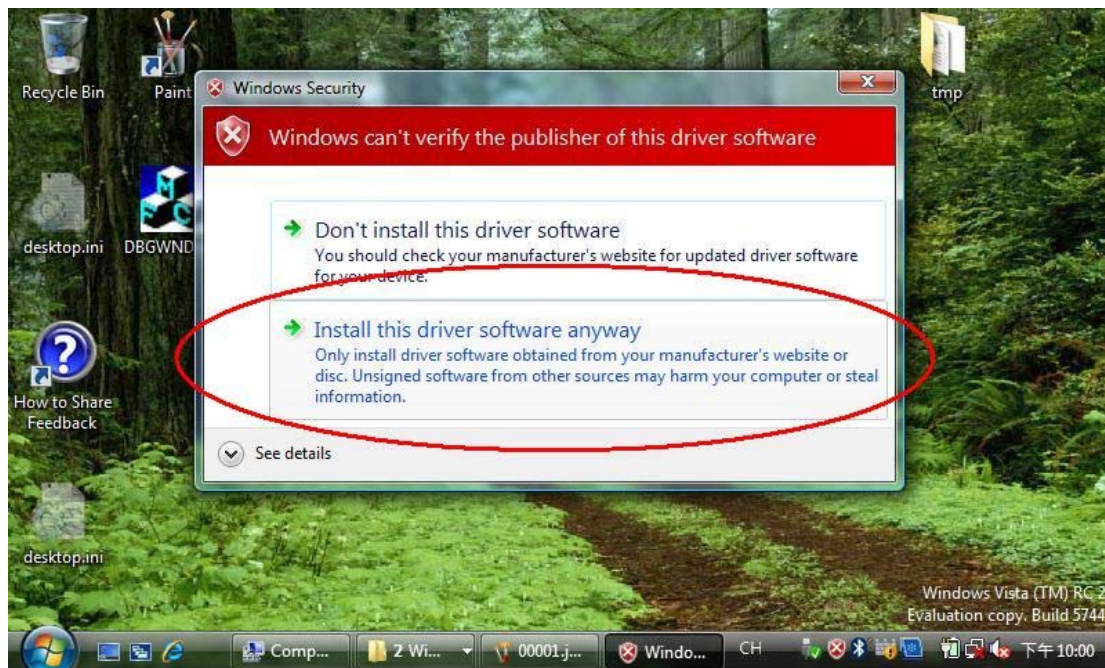 Recycle Bin
Paint
tmp
Windows Security
Windows can't verify the publisher of this driver software
Don't install this driver software
You should check your manufacturer's website for updated driver software
for your device.
Install this driver software anyway
Only install driver software obtained from your manufacturer's website or
disc. Unsigned software from other sources may harm your computer or steal
information.
See details
desktop.ini
DBGWND
M
F C
How to Share
Feedback
desktop.ini
Windows Vista (TM) RC 2
Evaluation copy. Build 5744
Comp...
2 Wi...
00001.j...
Windo...
CH
下午 10:00